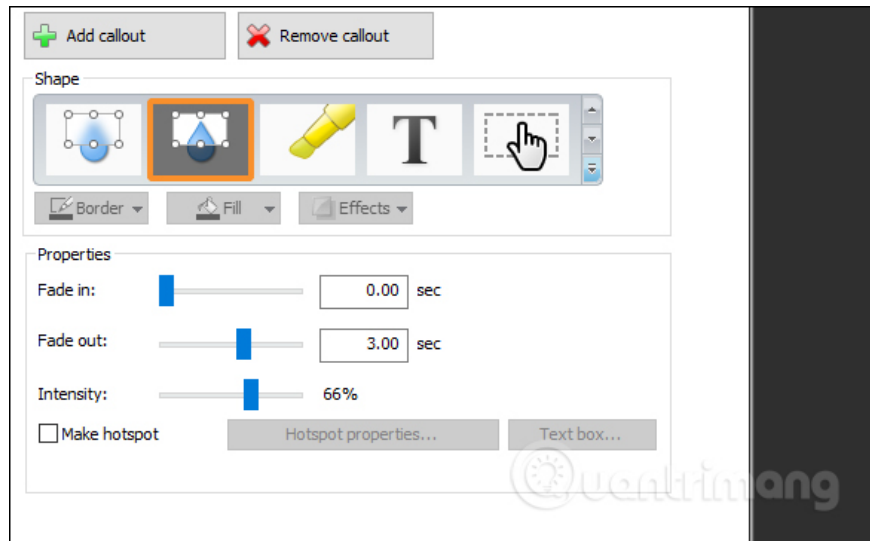 Add callout
Remove callout
Shape
T
Border
Fill
Effects
Properties
Fade in:
0.00 sec
Fade out:
3.00 sec
Intensity:
66%
Make hotspot
Hotspot properties...
Text box...
Quantrimang